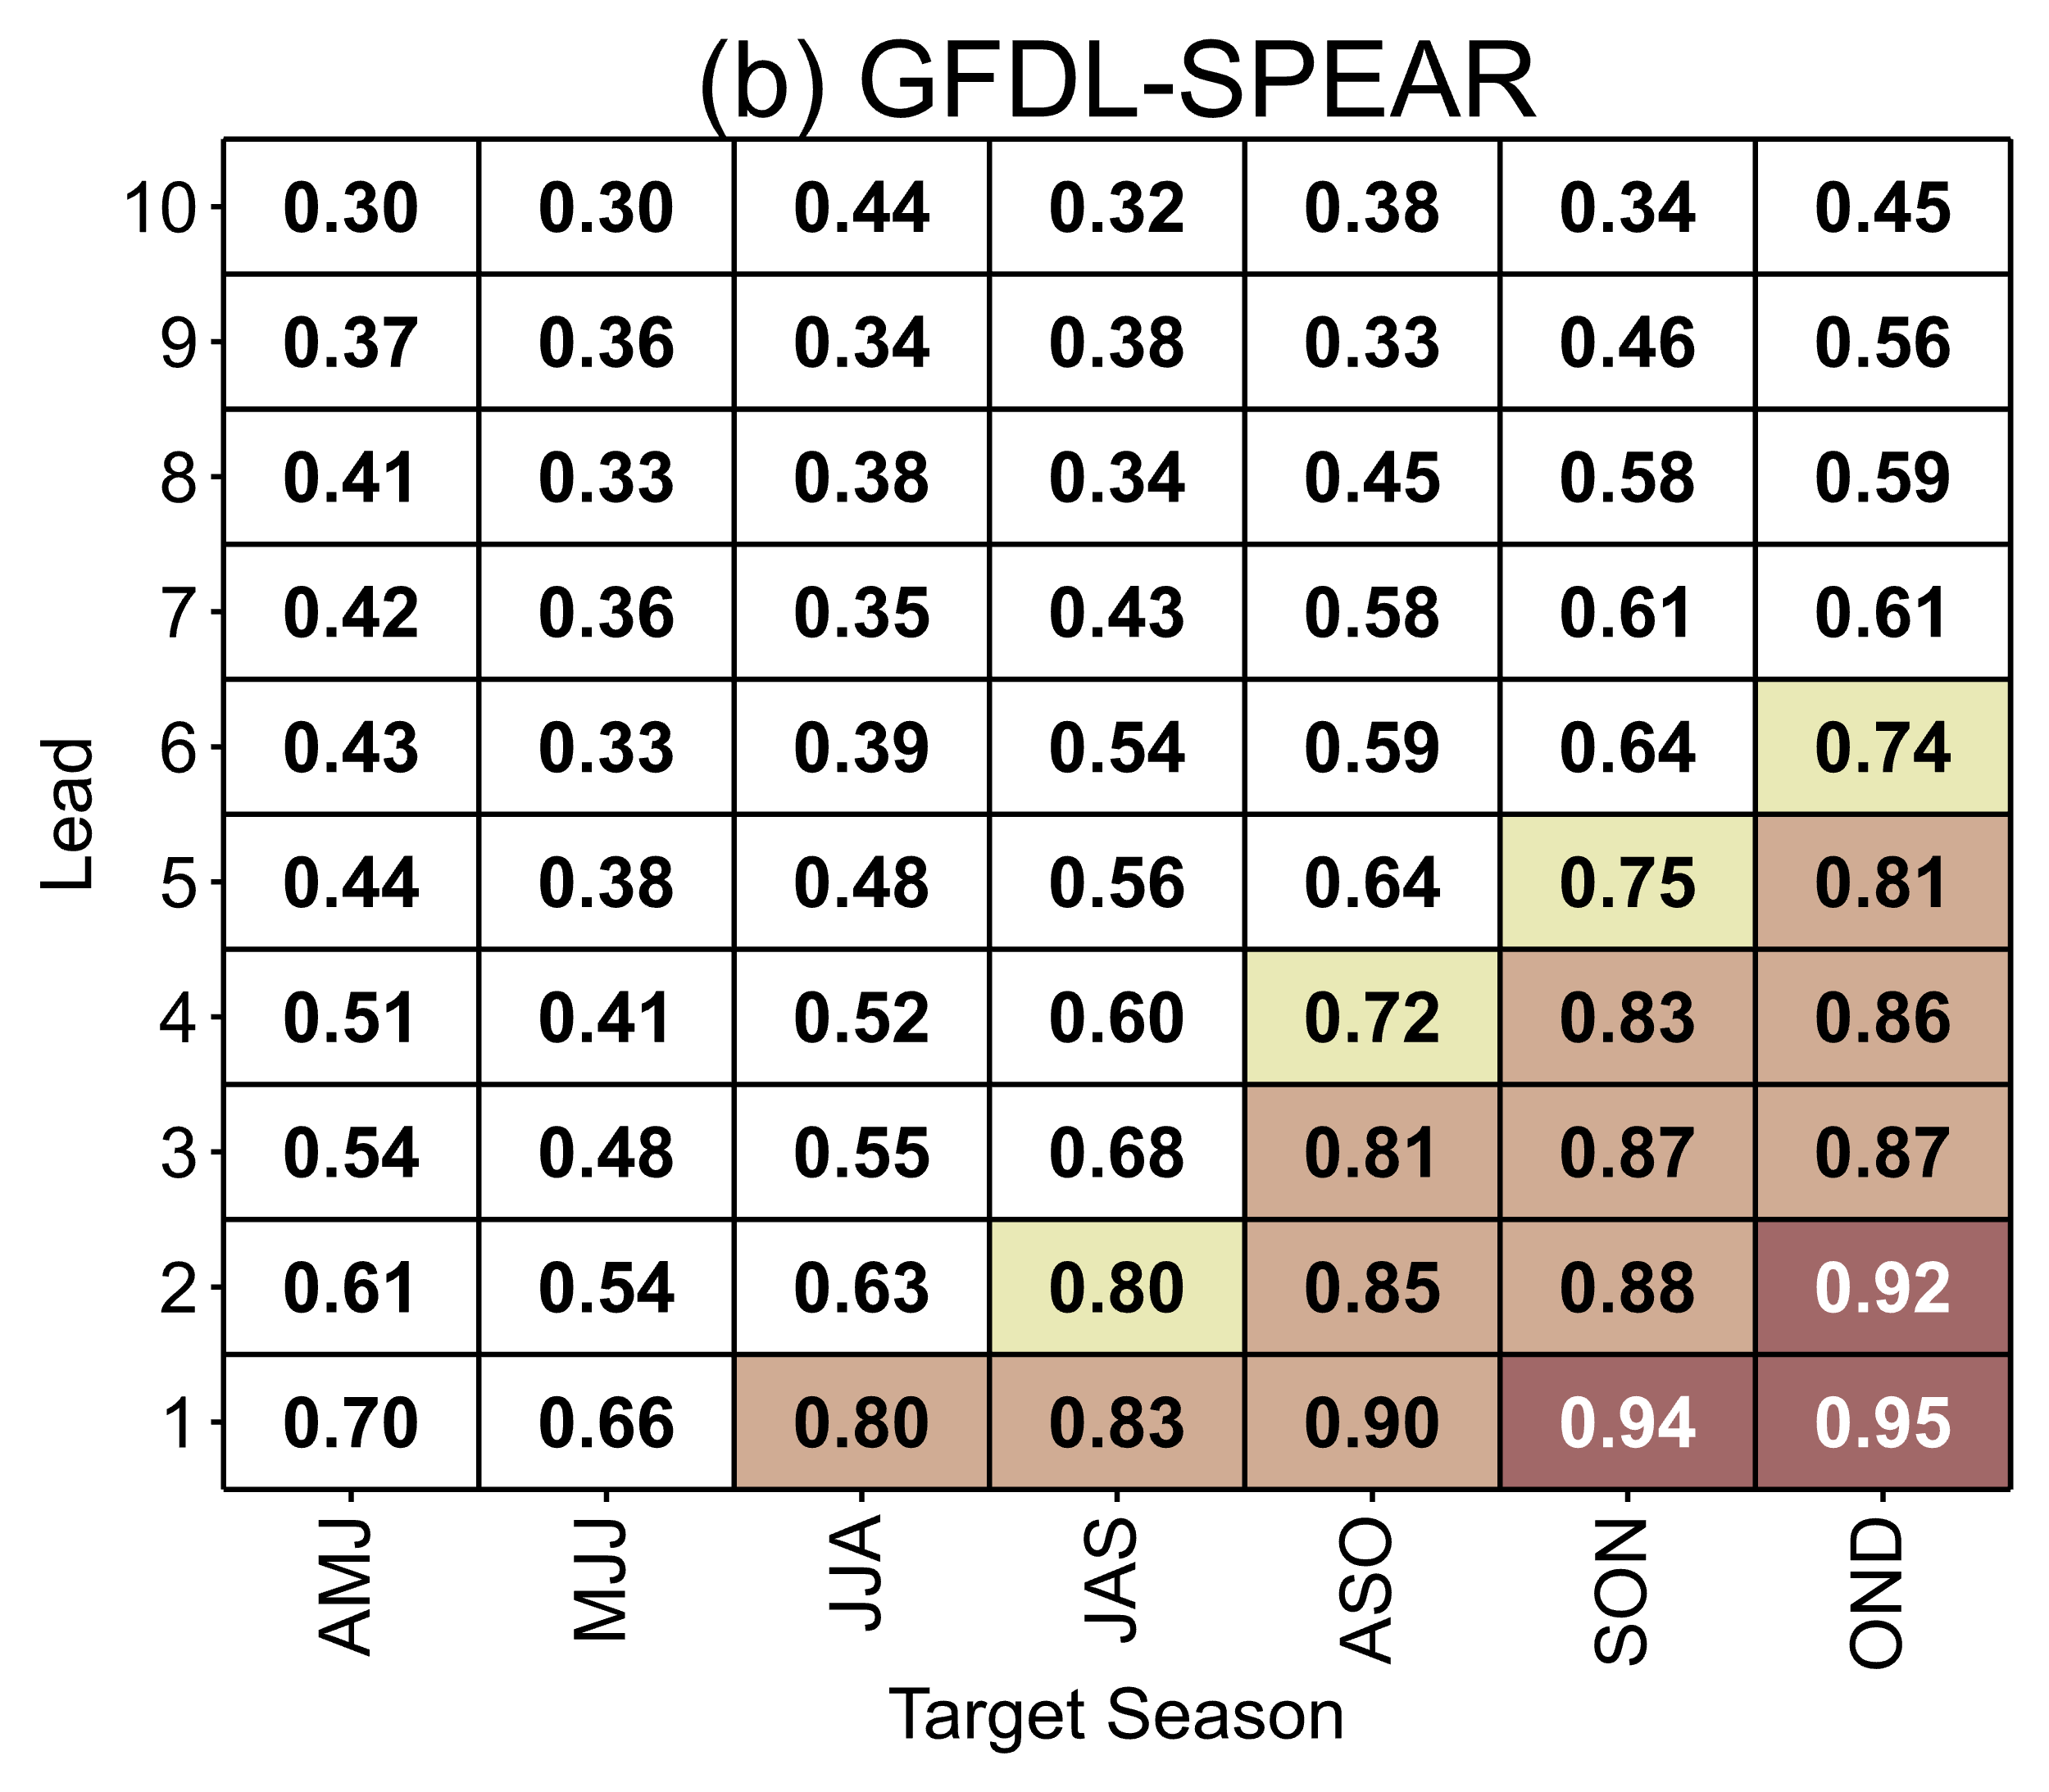 (b) GFDL-SPEAR
10 0.30 0.30 0.44 0.32 0.38 0.34 0.45
9 0.37 0.36 0.34 0.38 0.33 0.46 0.56
8 0.41 0.33 0.38 0.34 0.45 0.58 0.59
7 0.42 0.36 0.35 0.43 0.58 0.61 0.61
6 0.43 0.33 0.39 0.54 0.59 0.64 0.74
5 0.44 0.38 0.48 0.56 0.64 0.75 0.81
4 0.51 0.41 0.52 0.60 0.72 0.83 0.86
3 0.54 0.48 0.55 0.68 0.81 0.87 0.87
2 0.61 0.54 0.63 0.80 0.85 0.88 0.92
1 0.70 0.66 0.80 0.83 0.90 0.94 0.95
Lead
AMJ MJJ JJA JAS ASO SON OND
Target Season